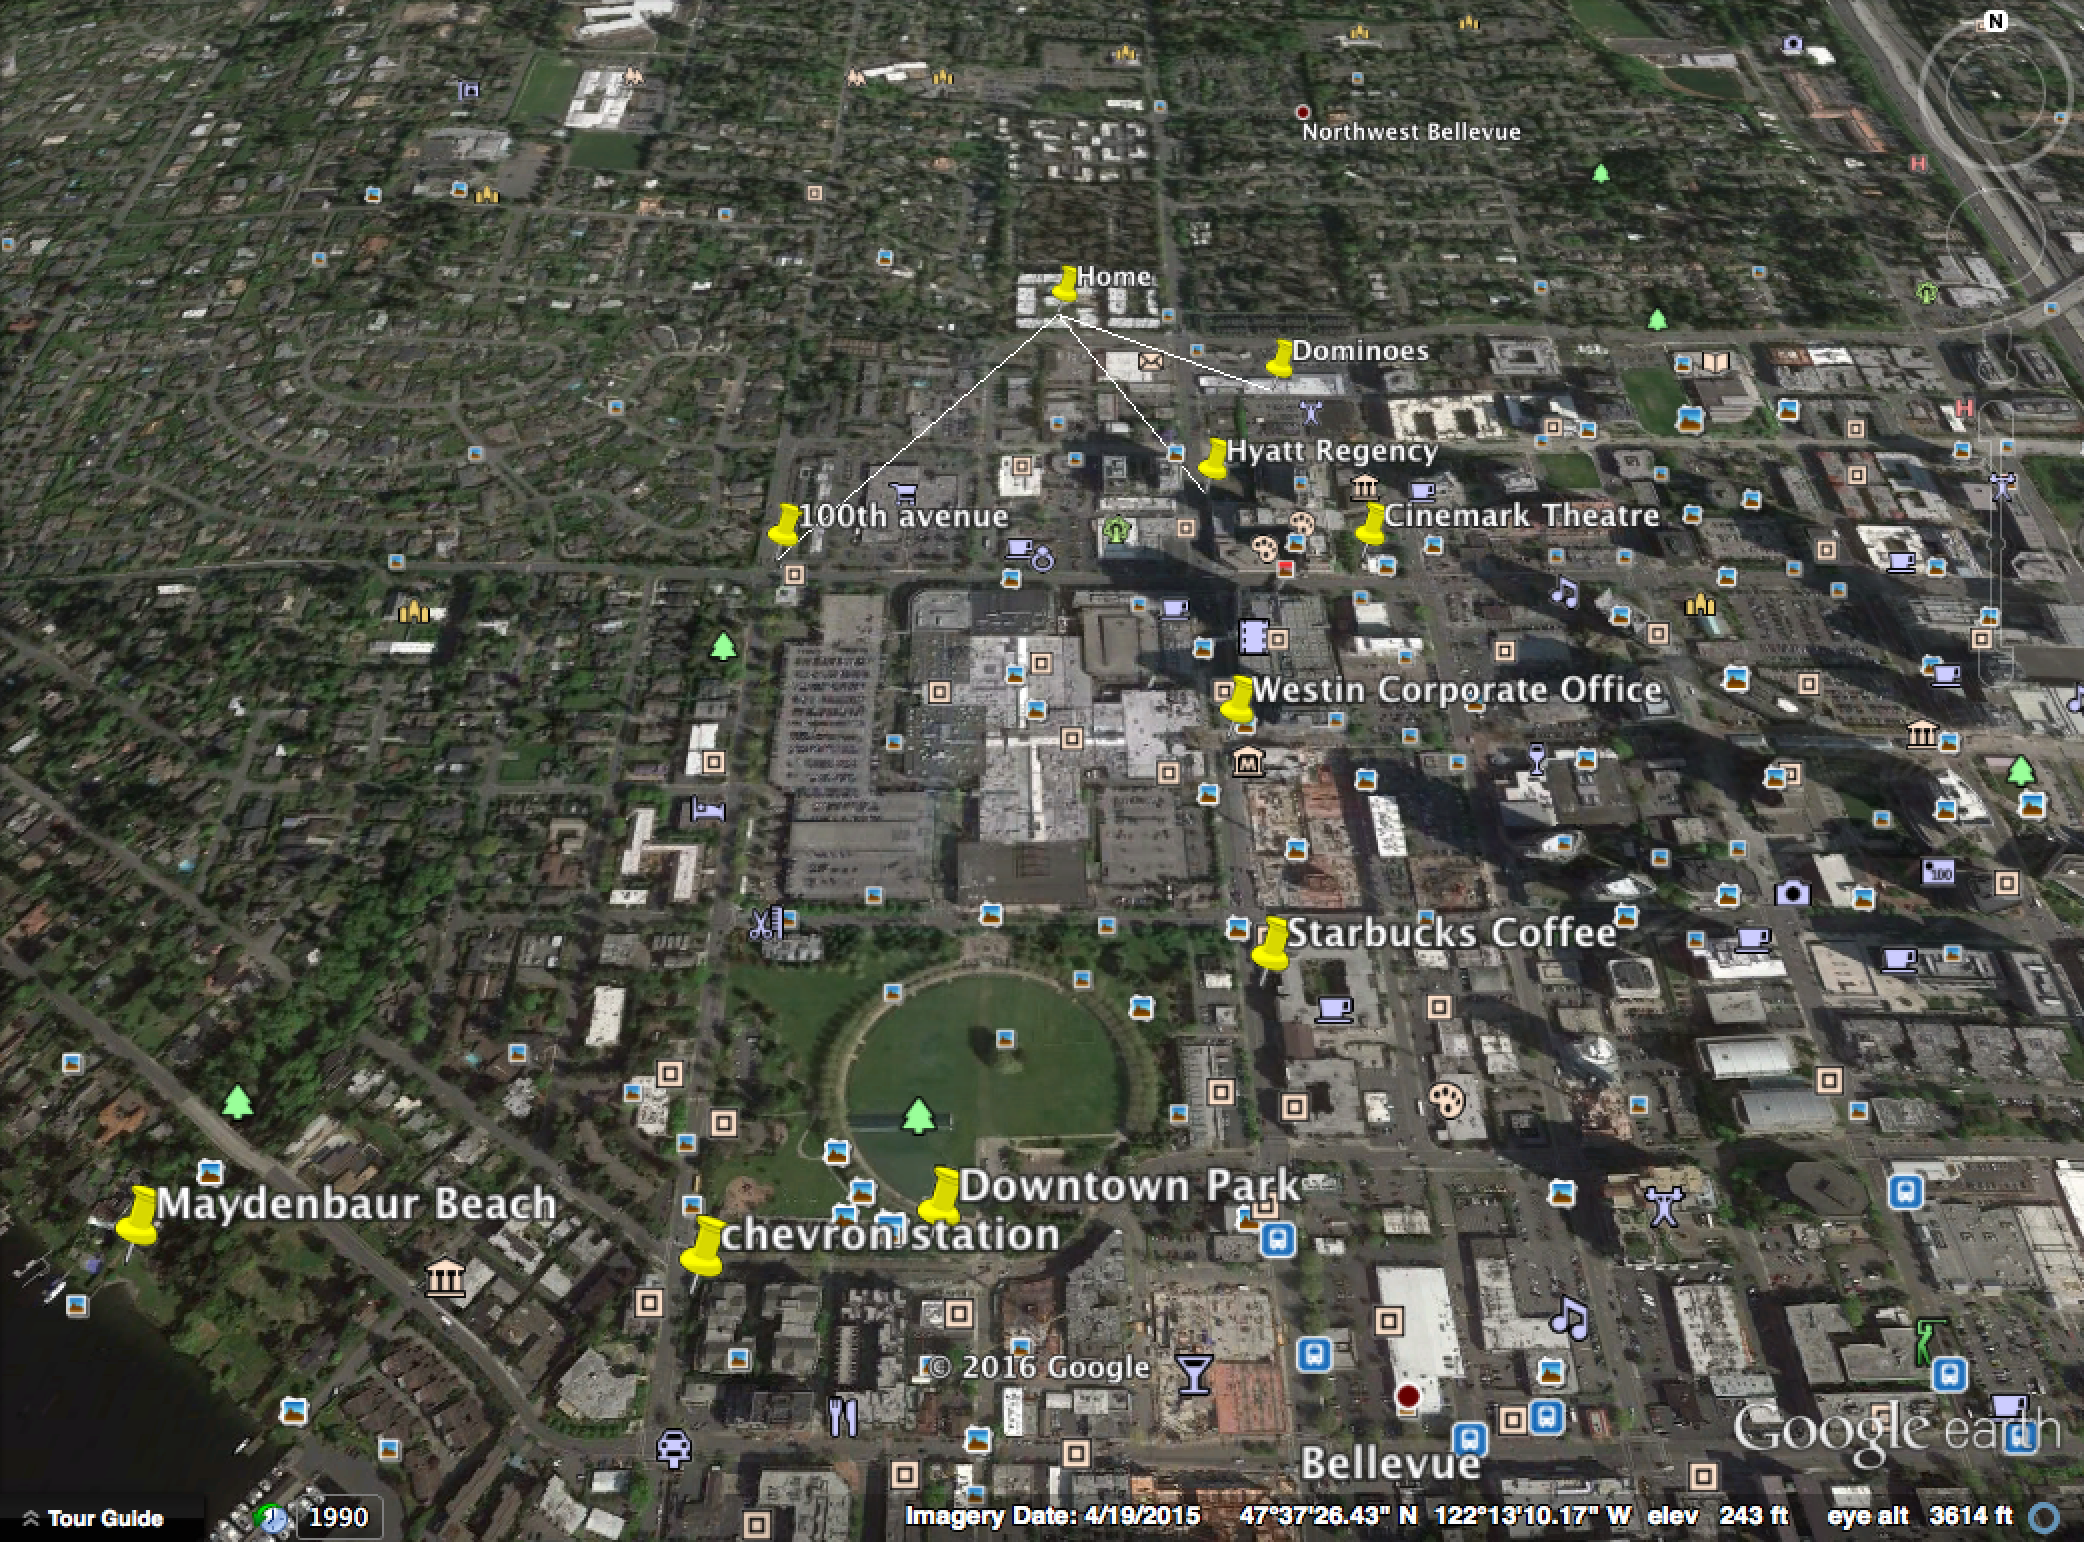 N
Northwest Bellevue
H
Home
Dominoes
H
Hyatt Regency
100th avenue
Cinemark Theatre
Westin Corporate Office
M
100
Starbucks Coffee
Downtown Park
Maydenbaur Beach
chevron station
© 2016 Google
Google earth
Bellevue
Tour Guide
1990
Imagery Date: 4/19/2015 47°37'26.43" N 122°13'10.17" W elev 243 ft eye alt 3614 ft